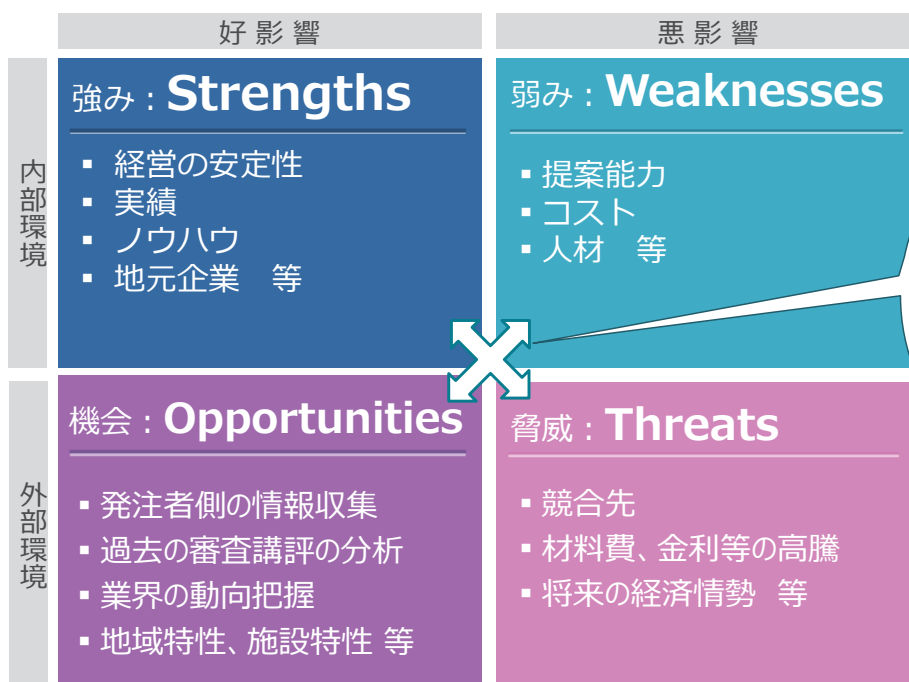 好影響
悪影響
内部環境
強み：Strengths
▪ 経営の安定性
▪ 実績
▪ ノウハウ
▪ 地元企業　等
弱み：Weaknesses
▪ 提案能力
▪ コスト
▪ 人材　等
外部環境
機会：Opportunities
▪ 発注者側の情報収集
▪ 過去の審査講評の分析
▪ 業界の動向把握
▪ 地域特性、施設特性 等
脅威：Threats
▪ 競合先
▪ 材料費、金利等の高騰
▪ 将来の経済情勢　等